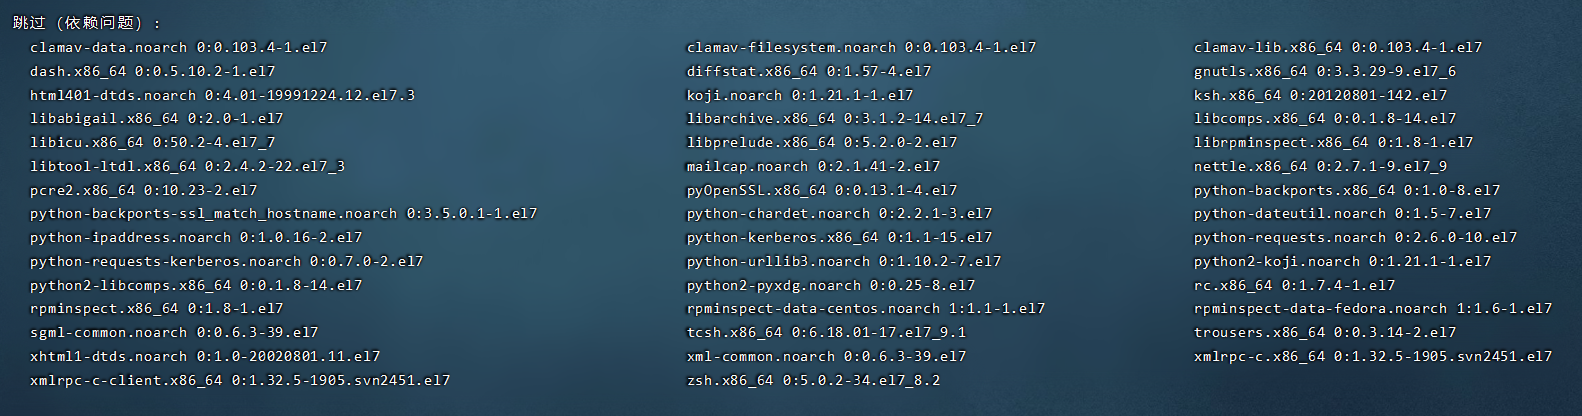 跳过 (依赖问题) :
clamav-data.noarch 0:0.103.4-1.el7 clamav-filesystem.noarch 0:0.103.4-1.el7 clamav-lib.x86_64 0:0.103.4-1.el7
dash.x86_64 0:0.5.10.2-1.el7 diffstat.x86_64 0:1.57-4.el7 gnutls.x86_64 0:3.3.29-9.el7_6
html401-dtds.noarch 0:4.01-19991224.12.el7.3 koji.noarch 0:1.21.1-1.el7 ksh.x86_64 0:20120801-142.el7
libabigail.x86_64 0:2.0-1.el7 libarchive.x86_64 0:3.1.2-14.el7_7 libcomps.x86_64 0:0.1.8-14.el7
libicu.x86_64 0:50.2-4.el7_7 libprelude.x86_64 0:5.2.0-2.el7 librpminspect.x86_64 0:1.8-1.el7
libtool-ltdl.x86_64 0:2.4.2-22.el7_3 mailcap.noarch 0:2.1.41-2.el7 nettle.x86_64 0:2.7.1-9.el7_9
pcre2.x86_64 0:10.23-2.el7 pyOpenSSL.x86_64 0:0.13.1-4.el7 python-backports.x86_64 0:1.0-8.el7
python-backports-ssl_match_hostname.noarch 0:3.5.0.1-1.el7 python-chardet.noarch 0:2.2.1-3.el7 python-dateutil.noarch 0:1.5-7.el7
python-ipaddress.noarch 0:1.0.16-2.el7 python-kerberos.x86_64 0:1.1-15.el7 python-requests.noarch 0:2.6.0-10.el7
python-requests-kerberos.noarch 0:0.7.0-2.el7 python-urllib3.noarch 0:1.10.2-7.el7 python2-koji.noarch 0:1.21.1-1.el7
python2-libcomps.x86_64 0:0.1.8-14.el7 python2-pyxdg.noarch 0:0.25-8.el7 rc.x86_64 0:1.7.4-1.el7
rpminspect.x86_64 0:1.8-1.el7 rpminspect-data-centos.noarch 1:1.1-1.el7 rpminspect-data-fedora.noarch 1:1.6-1.el7
sgml-common.noarch 0:0.6.3-39.el7 tcsh.x86_64 0:6.18.01-17.el7_9.1 trousers.x86_64 0:0.3.14-2.el7
xhtml1-dtds.noarch 0:1.0-20020801.11.el7 xml-common.noarch 0:0.6.3-39.el7 xmlrpc-c.x86_64 0:1.32.5-1905.svn2451.el7
xmlrpc-c-client.x86_64 0:1.32.5-1905.svn2451.el7 zsh.x86_64 0:5.0.2-34.el7_8.2